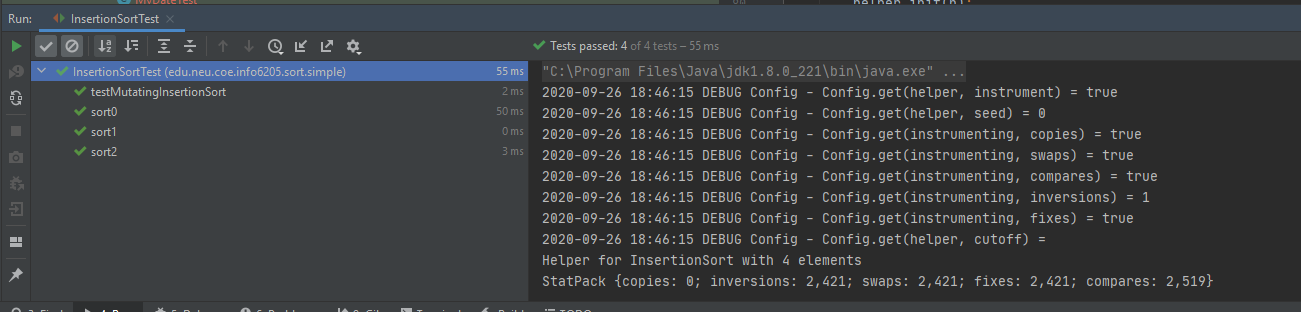 MyDateTest
helper.init(n);
Run: InsertionSortTest ×
Tests passed: 4 of 4 tests – 55 ms
InsertionSortTest (edu.neu.coe.info6205.sort.simple) 55 ms
testMutatingInsertionSort 2 ms
sort0 50 ms
sort1 0 ms
sort2 3 ms
"C:\Program Files\Java\jdk1.8.0_221\bin\java.exe" ...
2020-09-26 18:46:15 DEBUG Config - Config.get(helper, instrument) = true
2020-09-26 18:46:15 DEBUG Config - Config.get(helper, seed) = 0
2020-09-26 18:46:15 DEBUG Config - Config.get(instrumenting, copies) = true
2020-09-26 18:46:15 DEBUG Config - Config.get(instrumenting, swaps) = true
2020-09-26 18:46:15 DEBUG Config - Config.get(instrumenting, compares) = true
2020-09-26 18:46:15 DEBUG Config - Config.get(instrumenting, inversions) = 1
2020-09-26 18:46:15 DEBUG Config - Config.get(instrumenting, fixes) = true
2020-09-26 18:46:15 DEBUG Config - Config.get(helper, cutoff) =
Helper for InsertionSort with 4 elements
StatPack {copies: 0; inversions: 2,421; swaps: 2,421; fixes: 2,421; compares: 2,519}